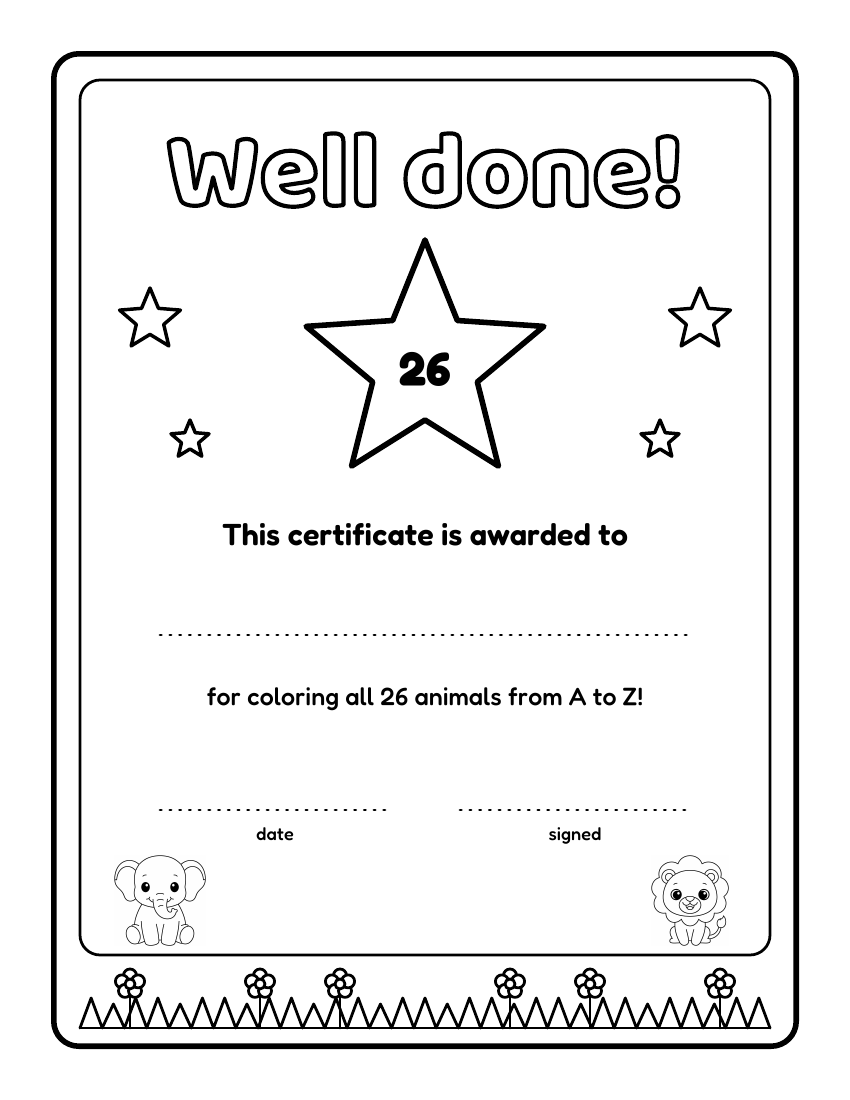 Well done!
26
This certificate is awarded to
for coloring all 26 animals from A to Z!
date
signed